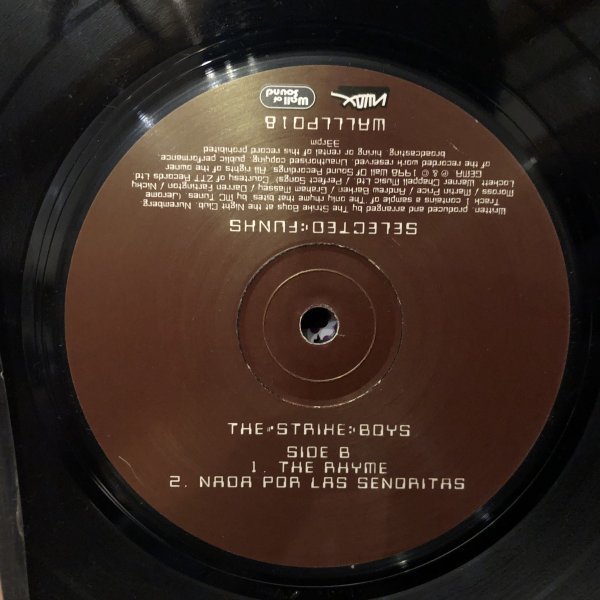 THE::STRIKE::BOYS
SIDE B
1. THE RHYME
2. NADA POR LAS SENORITAS
SELECTED::FUNKS
Written, produced and arranged by The Strike Boys at the Night Club, Nuremberg
Track 1 contains a sample of 'The only rhyme that bites' by MC Tunes. (Jerome
Moross / Martin Price / Andrew Barker / Graham Massey / Darren Partington / Nicky
Lockett Warner Chappell Music Ltd / Perfect Songs) Courtesy of ZTT Records Ltd
GEMA ℗ & © 1998 Wall Of Sound Recordings. All rights of the owner
of the recorded work reserved. Unauthorised copying, public performance,
broadcasting, hiring or rental of this record prohibited
33rpm
WALLLP018
Wall of
Sound